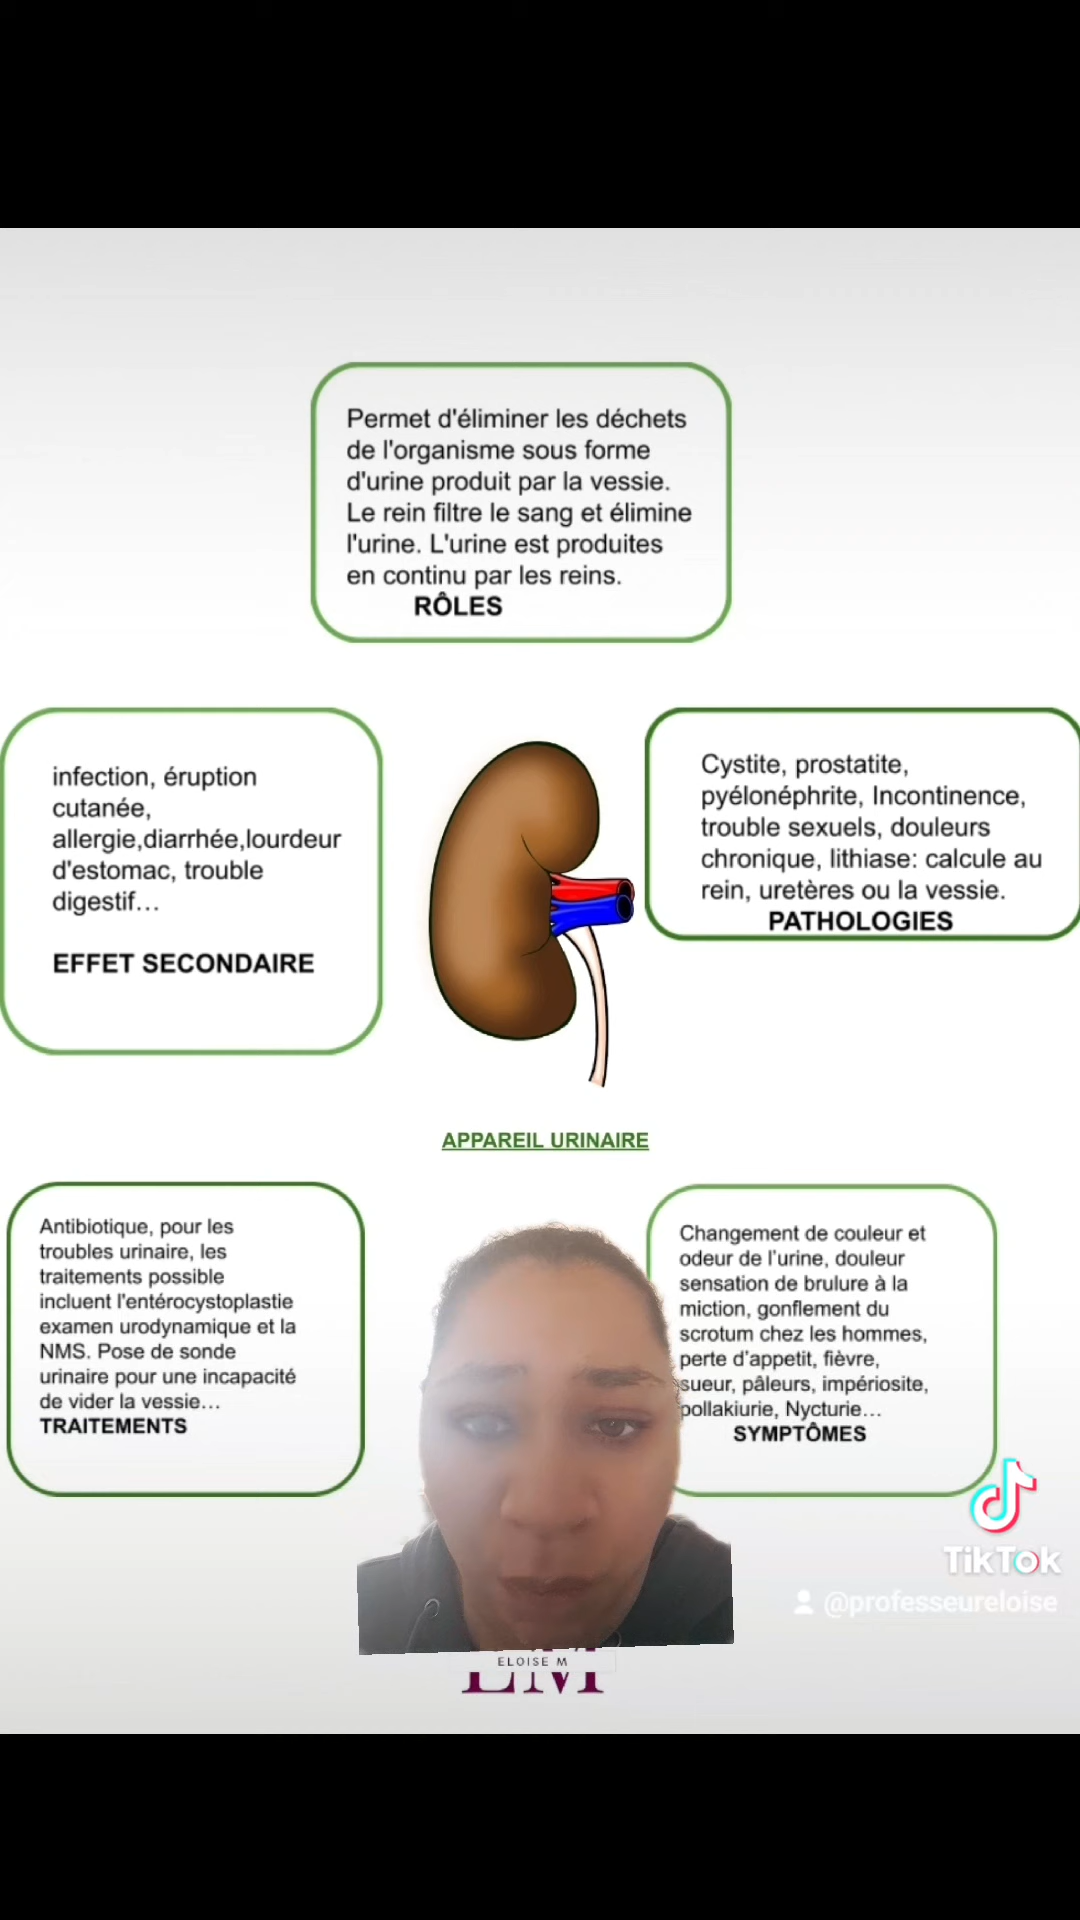 Permet d'éliminer les déchets
de l'organisme sous forme
d'urine produit par la vessie.
Le rein filtre le sang et élimine
l'urine. L'urine est produites
en continu par les reins.
RÔLES
infection, éruption
cutanée,
allergie,diarrhée,lourdeur
d'estomac, trouble
digestif...
EFFET SECONDAIRE
Cystite, prostatite,
pyélonéphrite, Incontinence,
trouble sexuels, douleurs
chronique, lithiase: calcule au
rein, uretères ou la vessie.
PATHOLOGIES
APPAREIL URINAIRE
Antibiotique, pour les
troubles urinaire, les
traitements possible
incluent l'entérocystoplastie
examen urodynamique et la
NMS. Pose de sonde
urinaire pour une incapacité
de vider la vessie...
TRAITEMENTS
Changement de couleur et
odeur de l'urine, douleur
sensation de brulure à la
miction, gonflement du
scrotum chez les hommes,
perte d'appetit, fièvre,
sueur, pâleurs, impériosite,
pollakiurie, Nycturie...
SYMPTÔMES
TikTok
@professeureloise
ELOISE M
EM